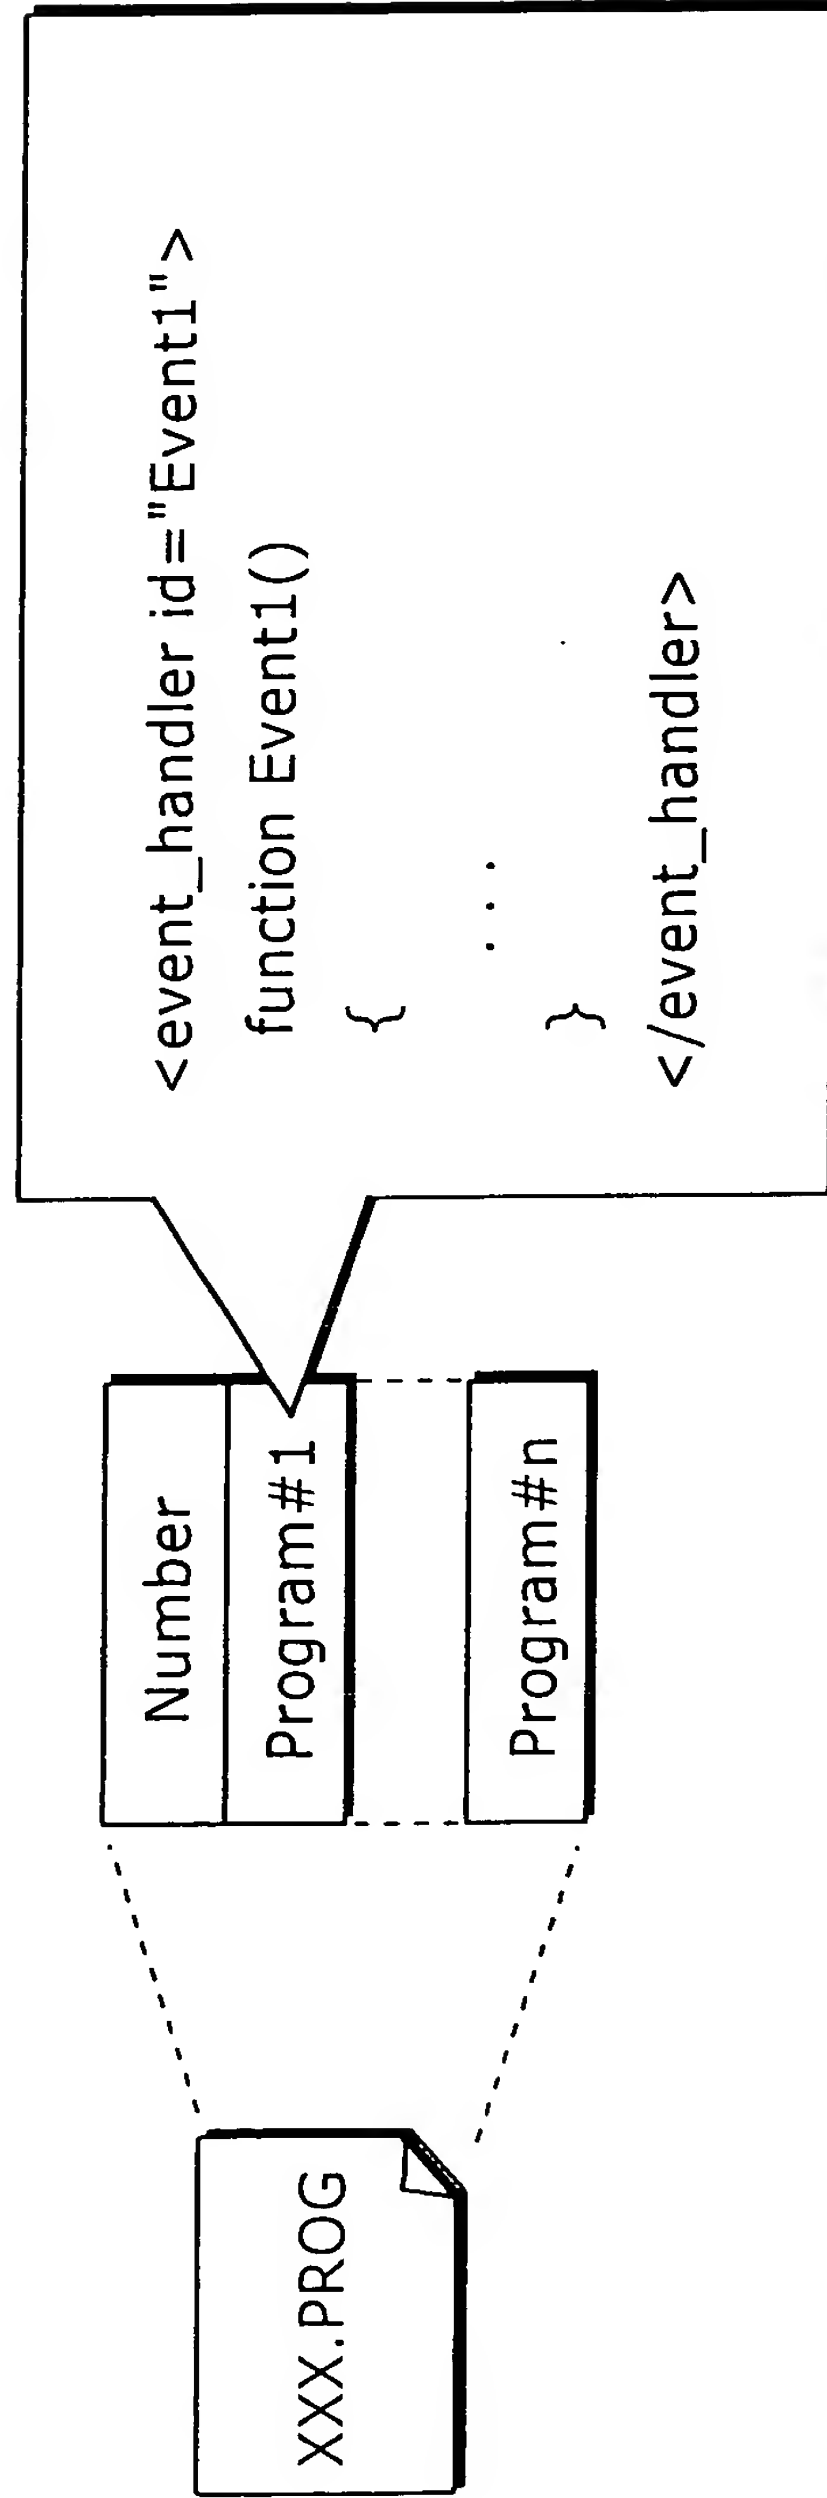 XXX.PROG
Number
Program#1
Program#n
<event_handler id="Event1">
function Event1()
{
...
}
</event_handler>